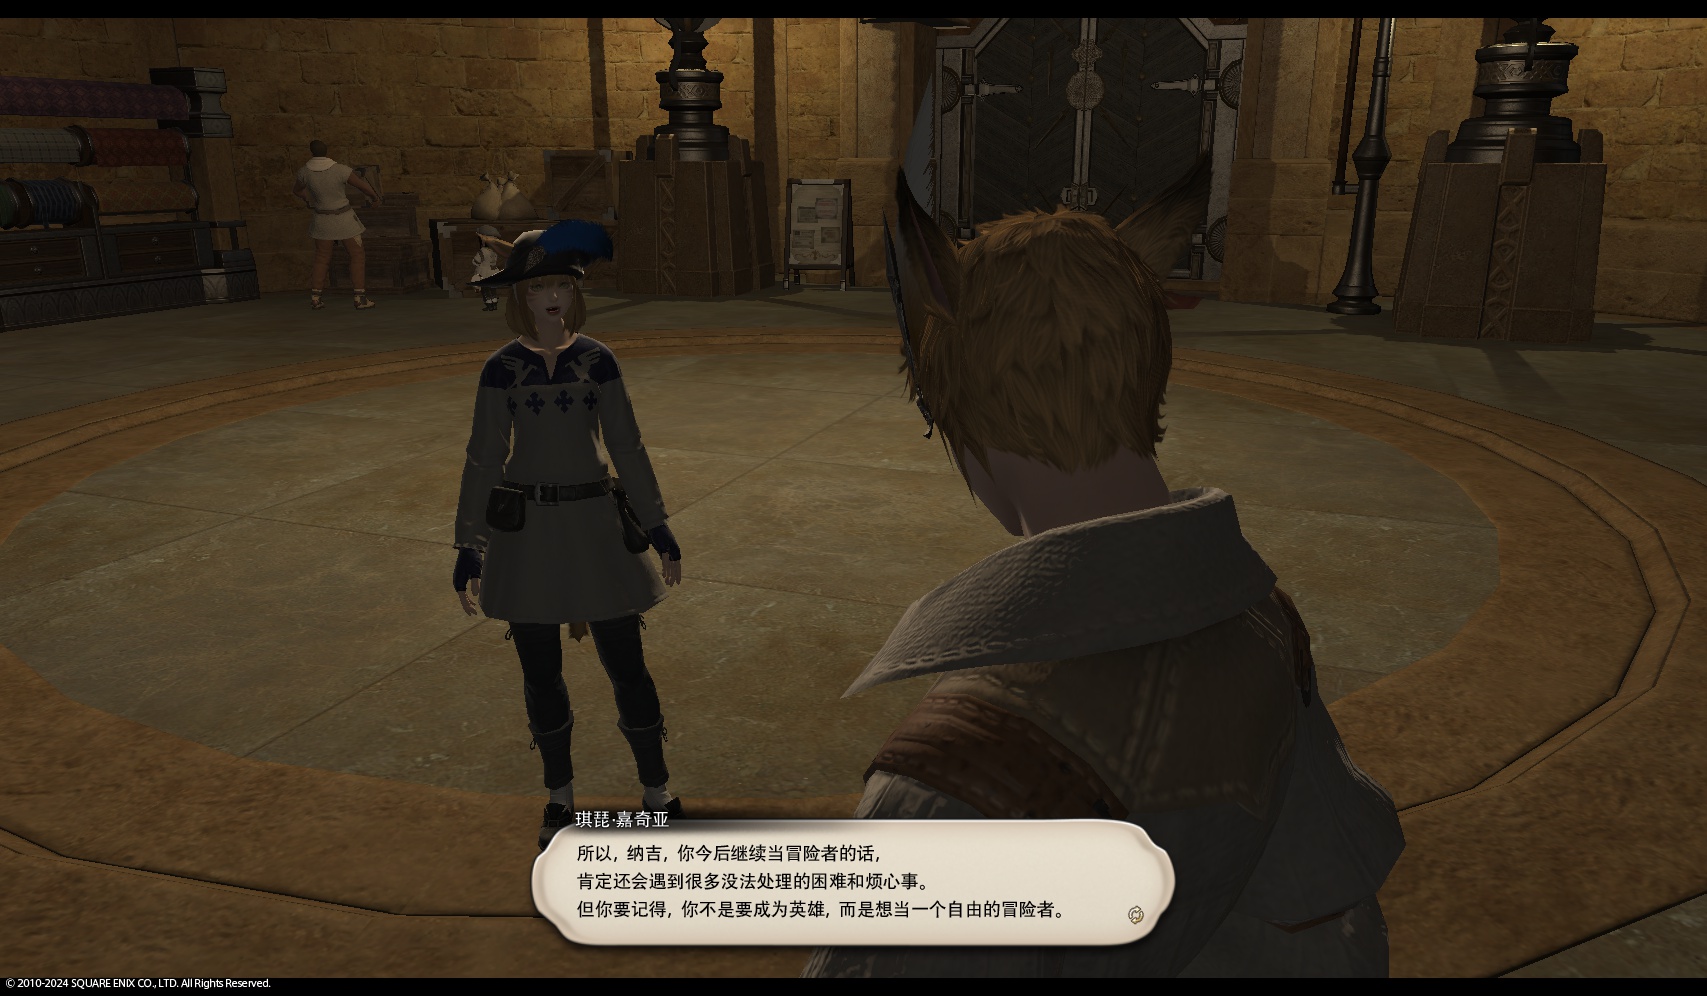 琪琵·嘉奇亚
所以，纳吉，你今后继续当冒险者的话，
肯定还会遇到很多没法处理的困难和烦心事。
但你要记得，你不是要成为英雄，而是想当一个自由的冒险者。
© 2010-2024 SQUARE ENIX CO., LTD. All Rights Reserved.